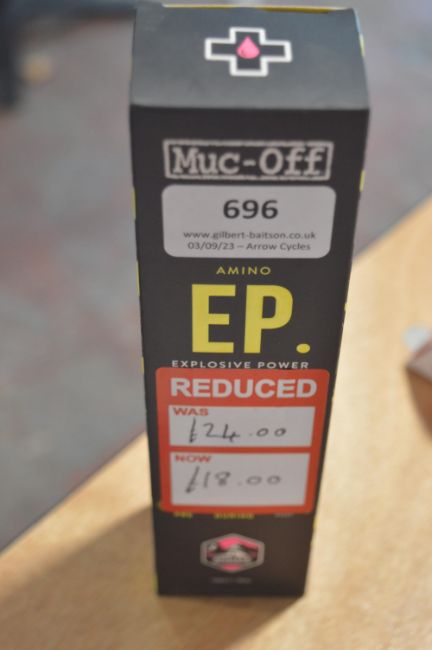 Muc-Off
696
www.gilbert-baitson.co.uk
03/09/23 – Arrow Cycles
AMINO
EP.
EXPLOSIVE POWER
REDUCED
WAS
£24.00
NOW
£18.00
DURING